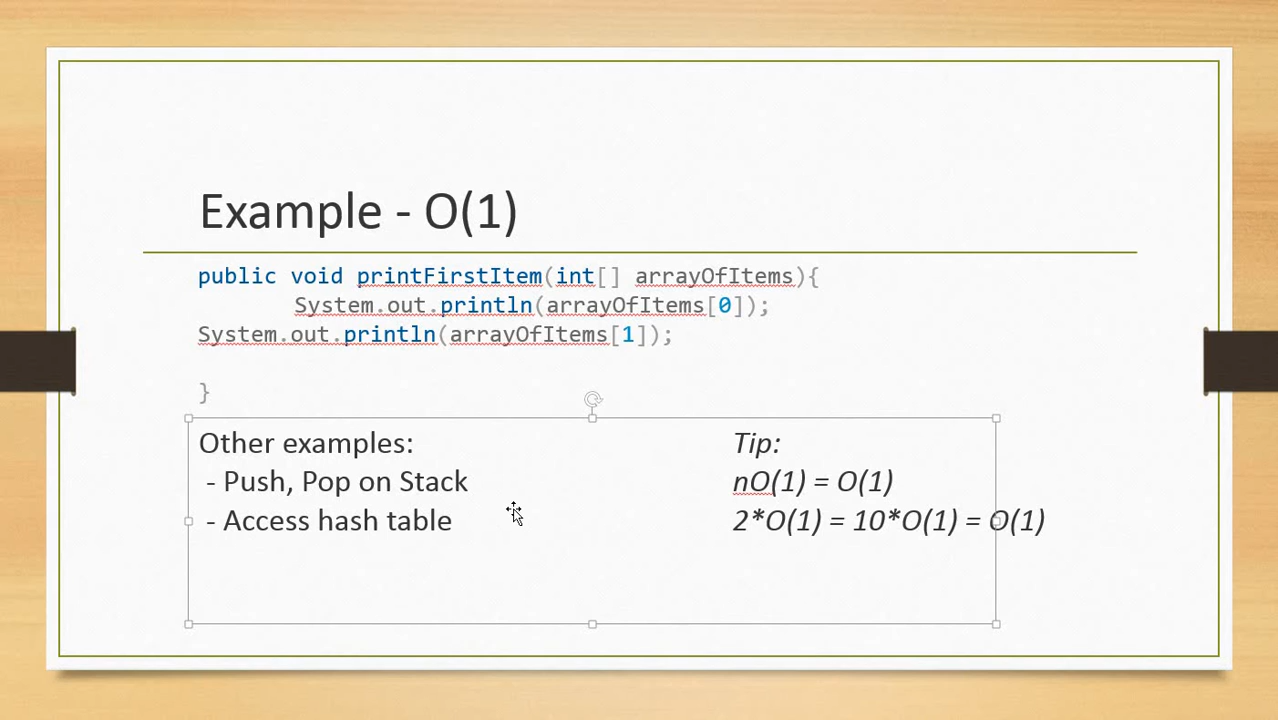 Example - O(1)
public void printFirstItem(int[] arrayOfItems){
System.out.println(arrayOfItems[0]);
System.out.println(arrayOfItems[1]);
}
Other examples:
- Push, Pop on Stack
- Access hash table
Tip:
nO(1) = O(1)
2*O(1) = 10*O(1) = O(1)